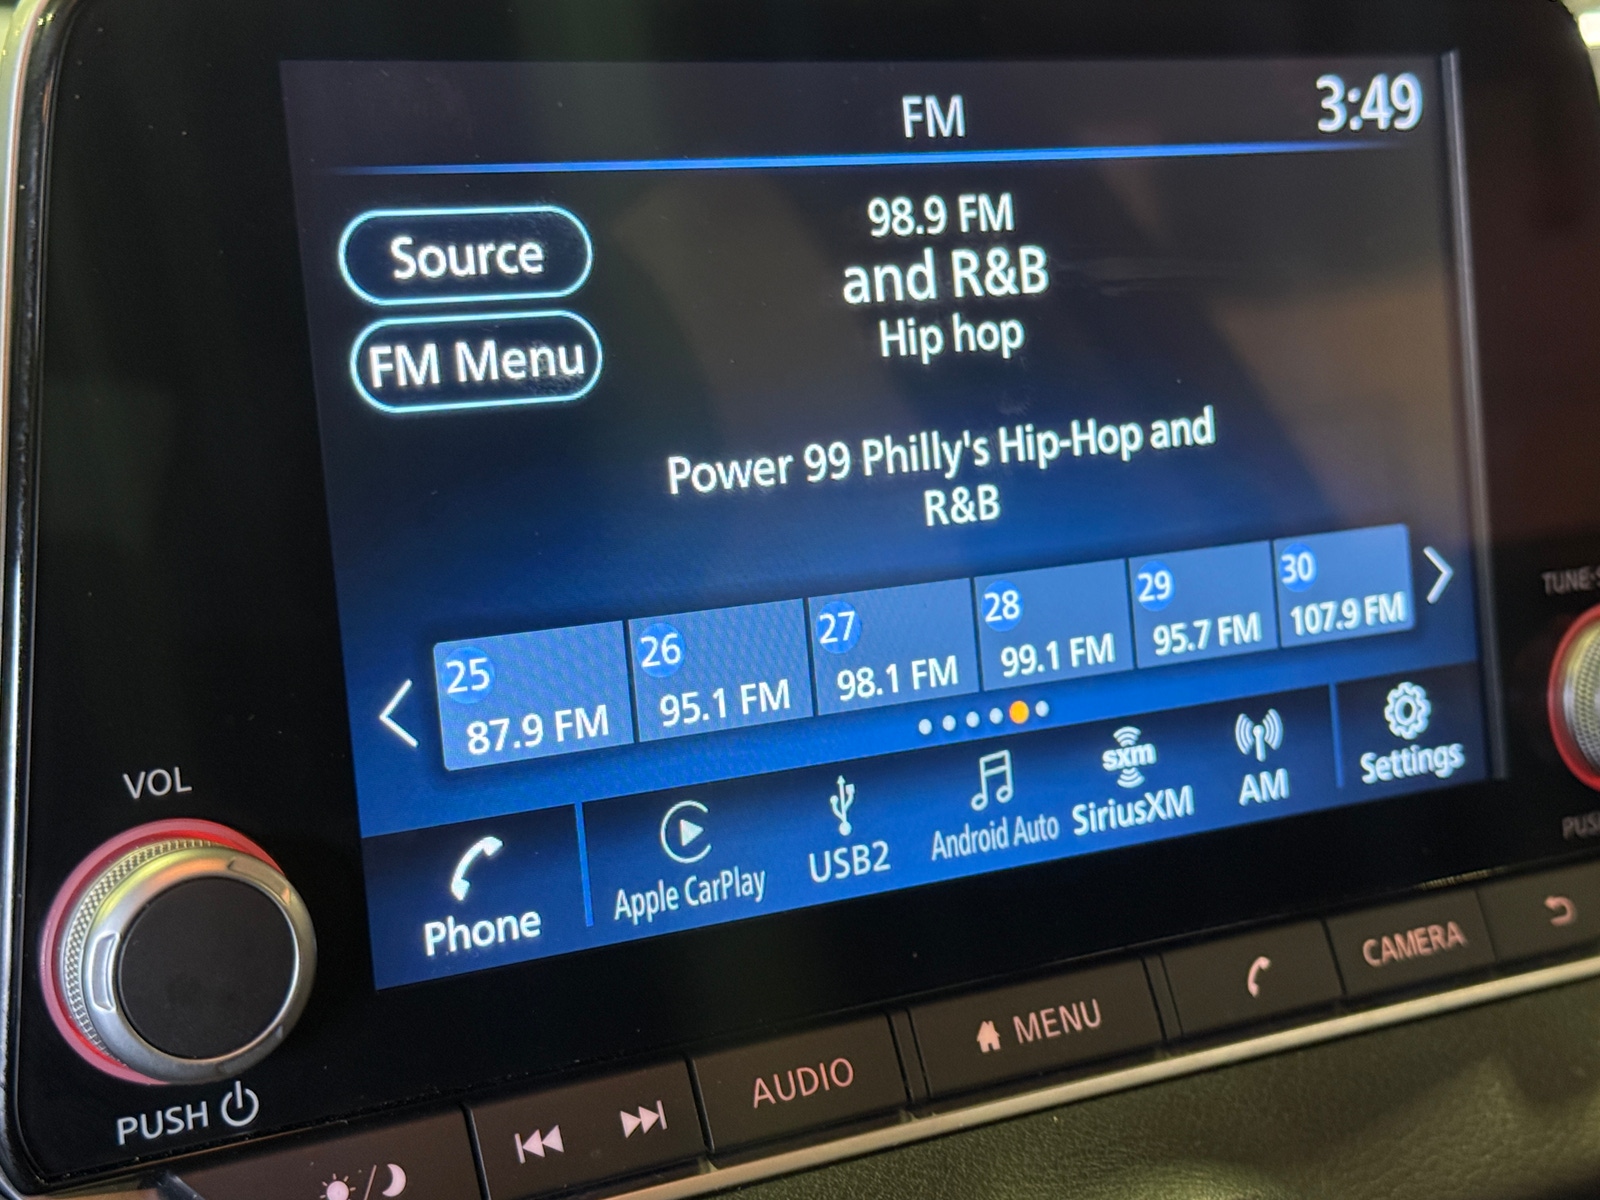 FM
3:49
Source
FM Menu
98.9 FM
and R&B
Hip hop
Power 99 Philly's Hip-Hop and
R&B
25
87.9 FM
26
95.1 FM
27
98.1 FM
28
99.1 FM
29
95.7 FM
30
107.9 FM
Phone
Apple CarPlay
USB2
Android Auto
sxm
SiriusXM
AM
Settings
VOL
PUSH
AUDIO
MENU
CAMERA